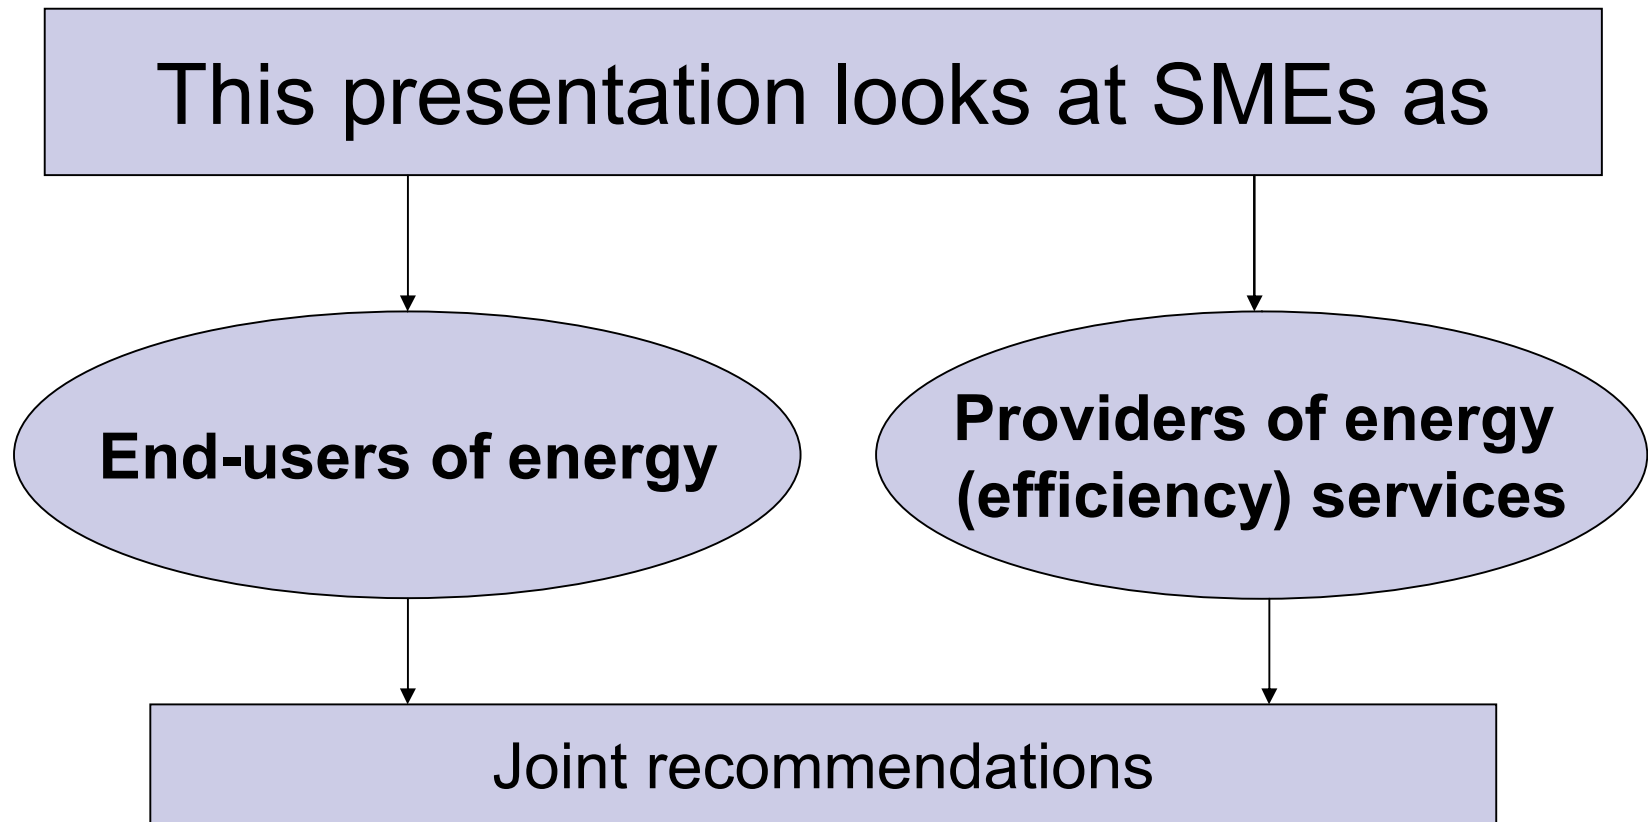 This presentation looks at SMEs as
End-users of energy
Providers of energy
(efficiency) services
Joint recommendations